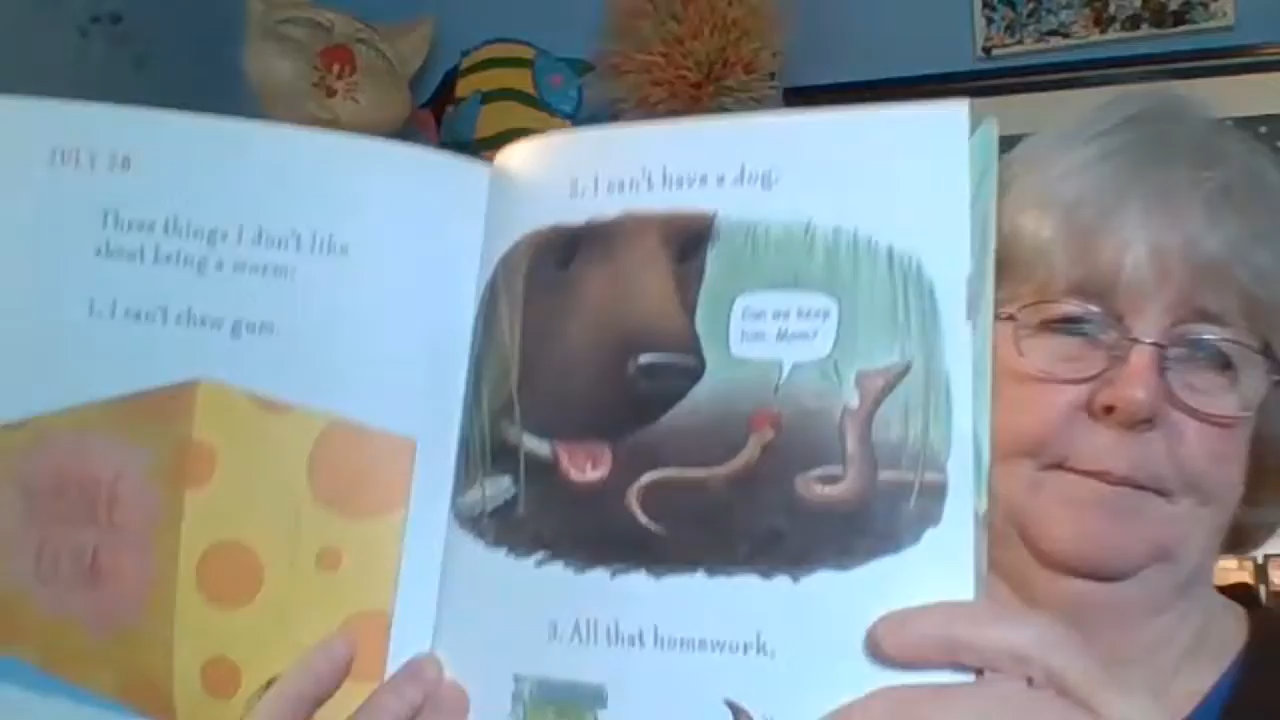 JULY 28
Three things I don't like
about being a worm:
1. I can't chew gum.
2. I can't have a dog.
Can we keep
him, Mom?
3. All that homework.